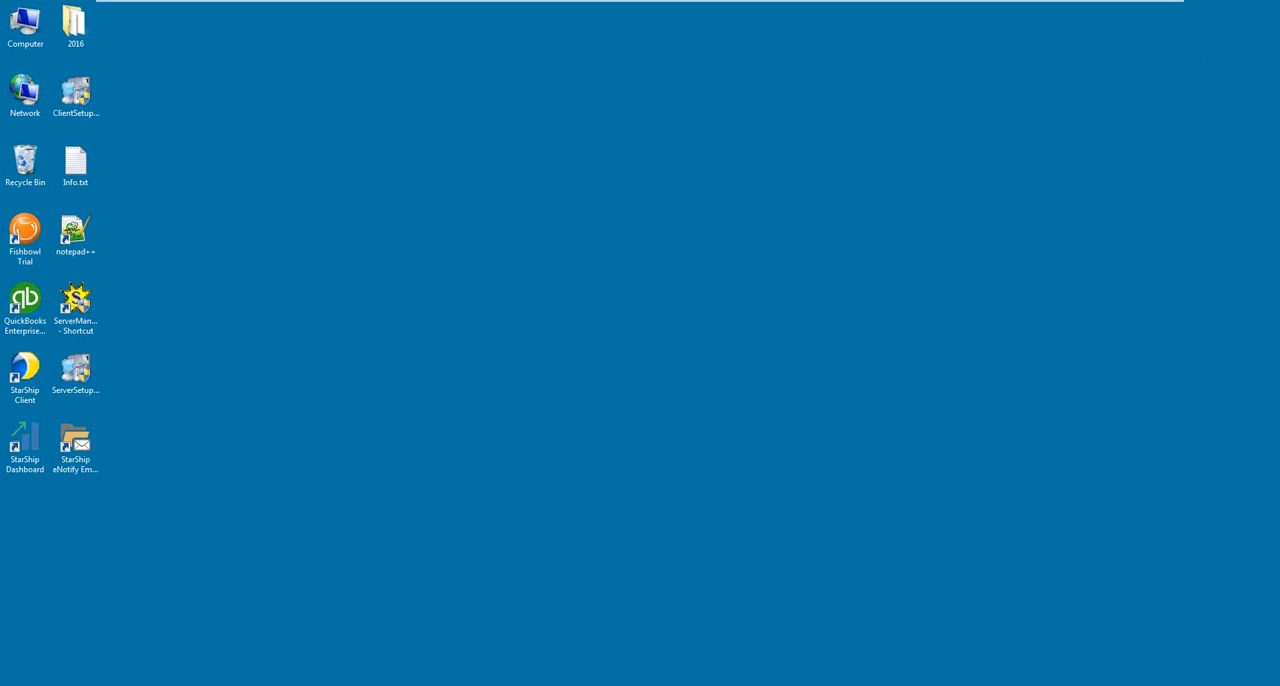 Computer
2016
Network
ClientSetup...
Recycle Bin
Info.txt
Fishbowl
Trial
notepad++
QuickBooks
Enterprise...
ServerMan...
- Shortcut
StarShip
Client
ServerSetup...
StarShip
Dashboard
StarShip
eNotify Em...